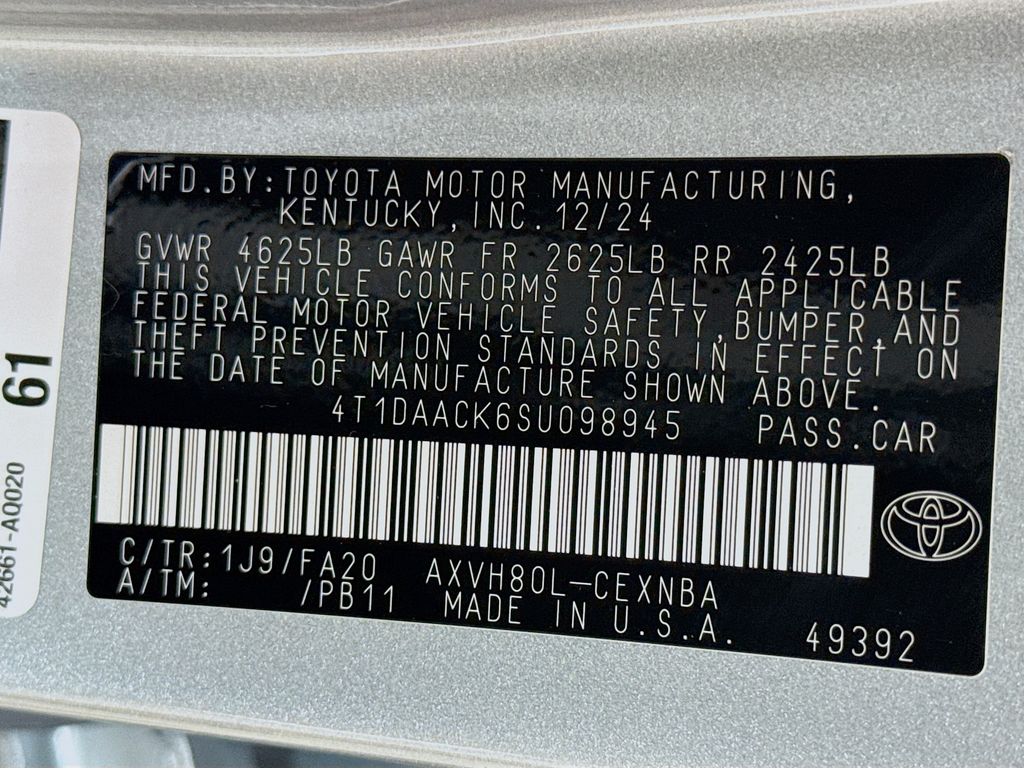 MFD.BY:TOYOTA MOTOR MANUFACTURING,
KENTUCKY, INC. 12/24
GVWR 4625LB GAWR FR 2625LB RR 2425LB
THIS VEHICLE CONFORMS TO ALL APPLICABLE
FEDERAL MOTOR VEHICLE SAFETY, BUMPER, AND
THEFT PREVENTION STANDARDS IN EFFECT ON
THE DATE OF MANUFACTURE SHOWN ABOVE.
4T1DAACK6SU098945 PASS.CAR
C/TR:1J9/FA20 AXVH80L-CEXNBA
A/TM: /PB11 MADE IN U.S.A. 49392
61
42661-A0020